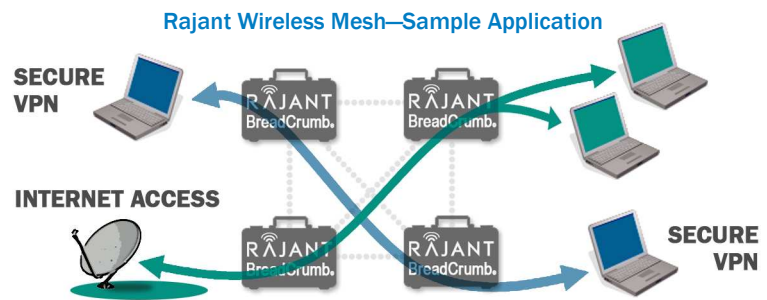 Rajant Wireless Mesh—Sample Application
SECURE
VPN
RAJANT
BreadCrumb®
RAJANT
BreadCrumb®
INTERNET ACCESS
RAJANT
BreadCrumb®
RAJANT
BreadCrumb®
SECURE
VPN